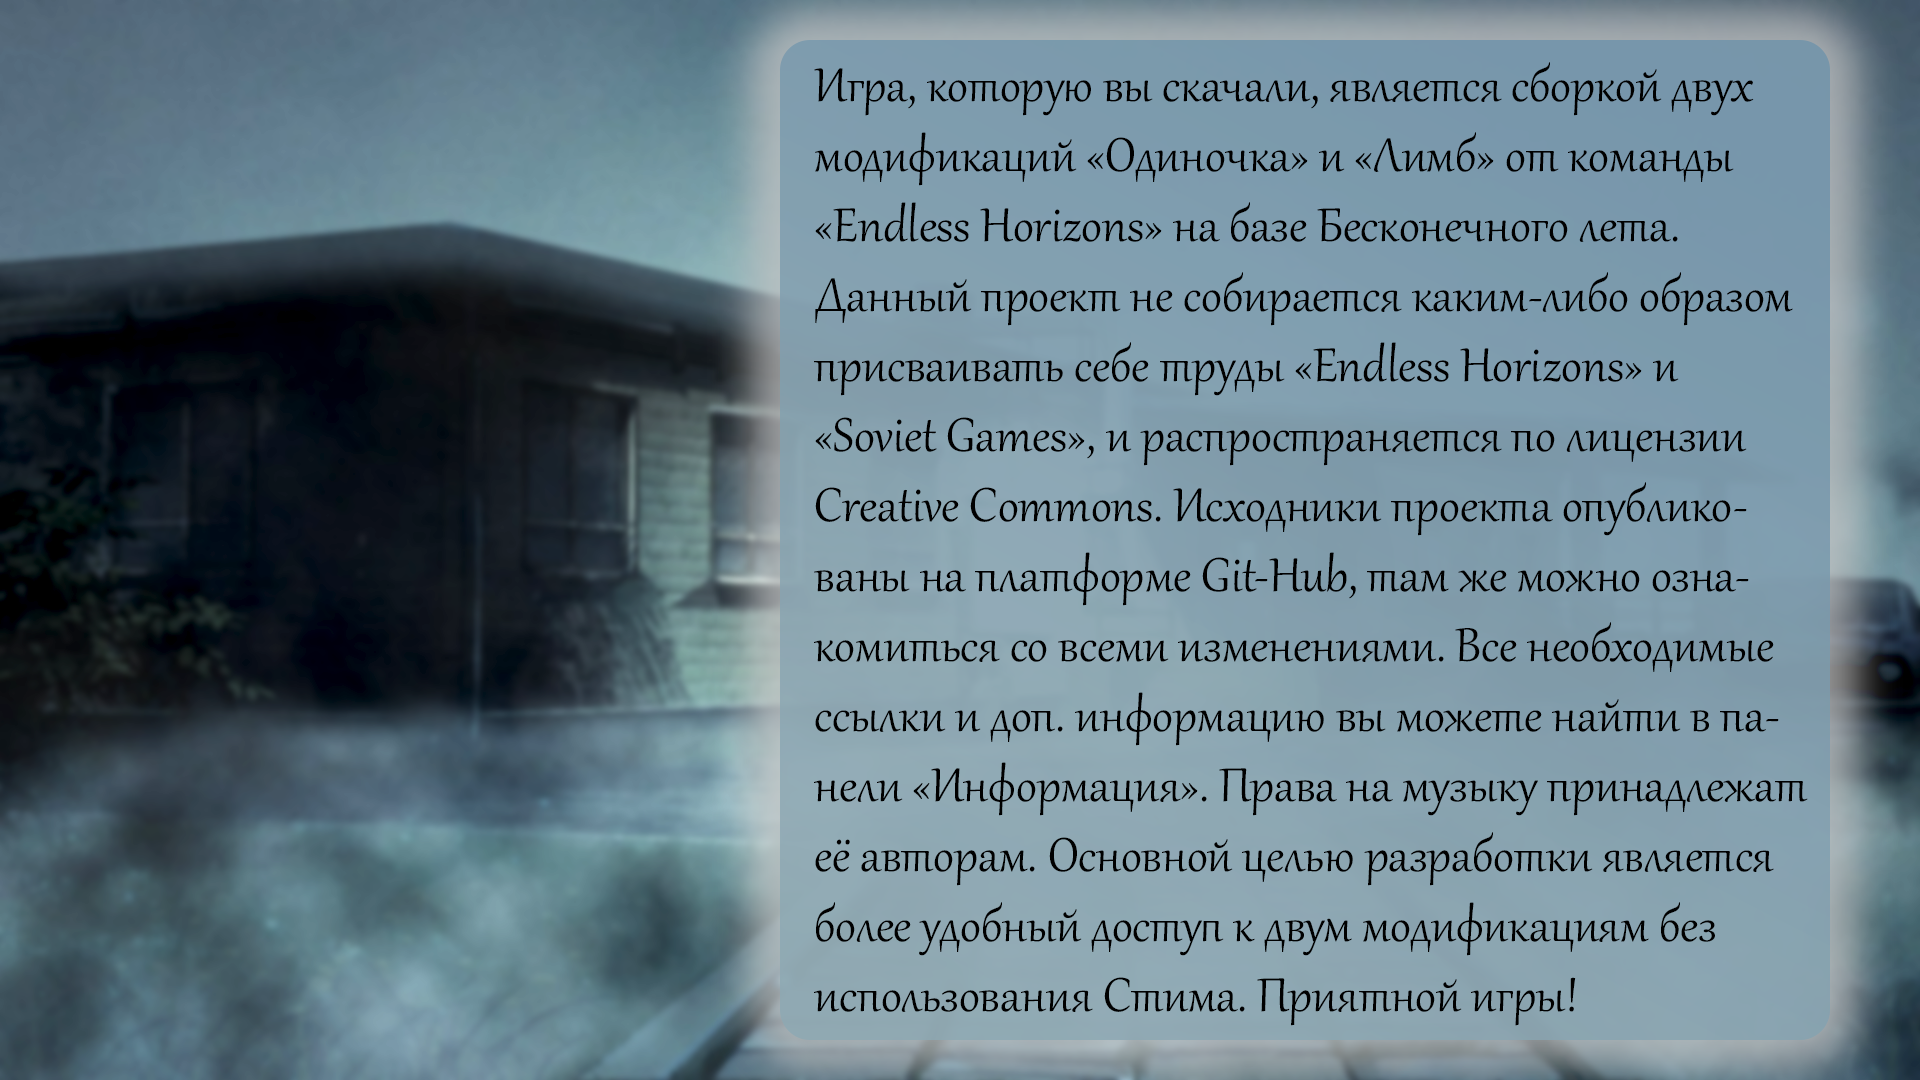 Игра, которую вы скачали, является сборкой двух
модификаций «Одиночка» и «Лимб» от команды
«Endless Horizons» на базе Бесконечного лета.
Данный проект не собирается каким-либо образом
присваивать себе труды «Endless Horizons» и
«Soviet Games», и распространяется по лицензии
Creative Commons. Исходники проекта опублико-
ваны на платформе Git-Hub, там же можно озна-
комиться со всеми изменениями. Все необходимые
ссылки и доп. информацию вы можете найти в па-
нели «Информация». Права на музыку принадлежат
её авторам. Основной целью разработки является
более удобный доступ к двум модификациям без
использования Стима. Приятной игры!